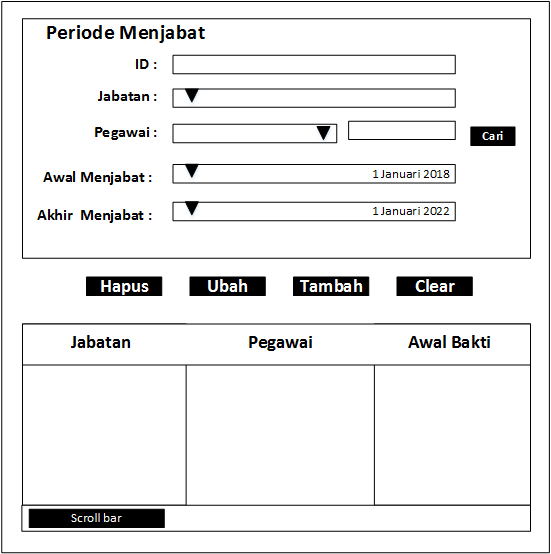 Periode Menjabat
ID :
Jabatan :
Pegawai :
Cari
Awal Menjabat :
1 Januari 2018
Akhir Menjabat :
1 Januari 2022
Hapus Ubah Tambah Clear
Jabatan Pegawai Awal Bakti
Scroll bar